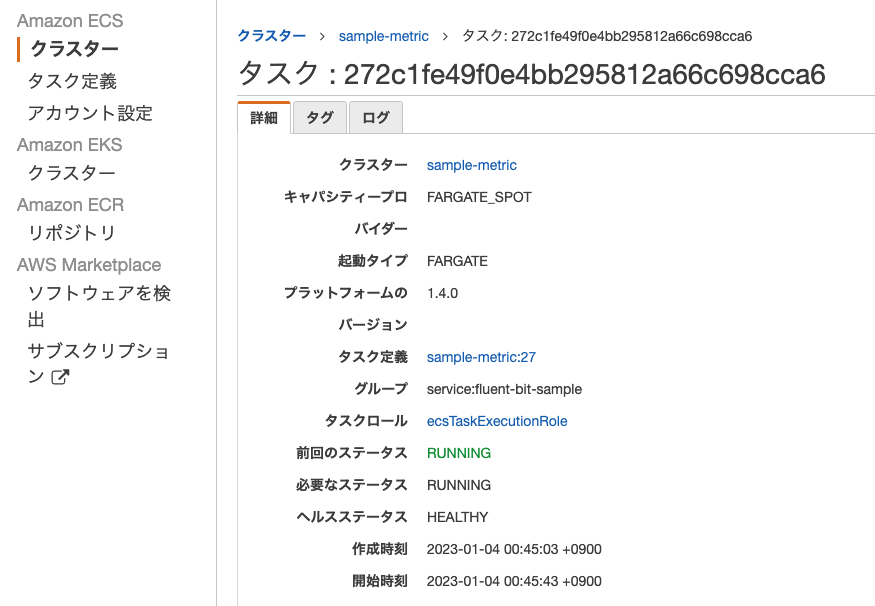 Amazon ECS
クラスター
タスク定義
アカウント設定
Amazon EKS
クラスター
Amazon ECR
リポジトリ
AWS Marketplace
ソフトウェアを検
出
サブスクリプショ
ン
クラスター > sample-metric > タスク: 272c1fe49f0e4bb295812a66c698cca6
タスク : 272c1fe49f0e4bb295812a66c698cca6
詳細 タグ ログ
クラスター sample-metric
キャパシティープロ FARGATE_SPOT
バイダー
起動タイプ FARGATE
プラットフォームの 1.4.0
バージョン
タスク定義 sample-metric:27
グループ service:fluent-bit-sample
タスクロール ecsTaskExecutionRole
前回のステータス RUNNING
必要なステータス RUNNING
ヘルスステータス HEALTHY
作成時刻 2023-01-04 00:45:03 +0900
開始時刻 2023-01-04 00:45:43 +0900